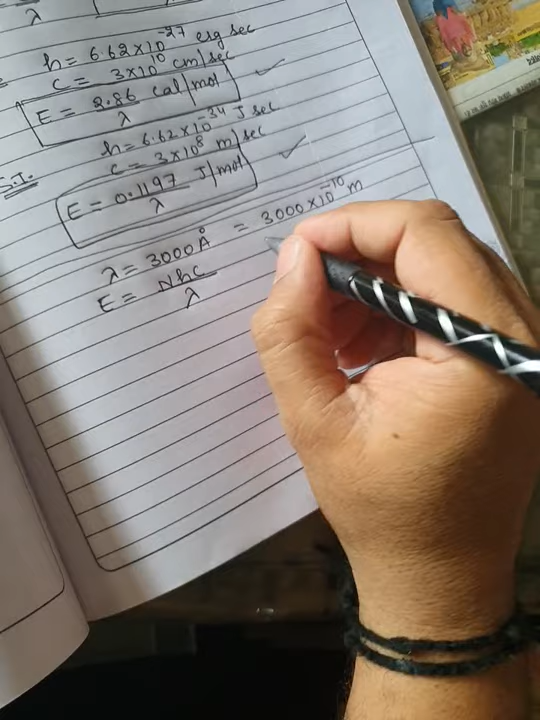 λ
h = 6.62×10⁻²⁷ erg sec
c = 3×10¹⁰ cm/sec
E = 2.86/λ Cal/mol ✓
S.I. h = 6.62×10⁻³⁴ J sec
c = 3×10⁸ m/sec
E = 0.1197/λ J/mol ✓
λ = 3000Å = 3000×10⁻¹⁰ m
E = Nhc/λ